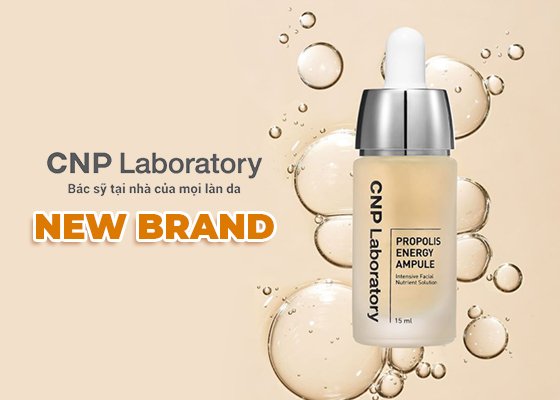 CNP Laboratory
Bác sỹ tại nhà của mọi làn da
NEW BRAND
CNP Laboratory
PROPOLIS
ENERGY
AMPULE
Intensive Facial
Nutrient Solution
15 ml